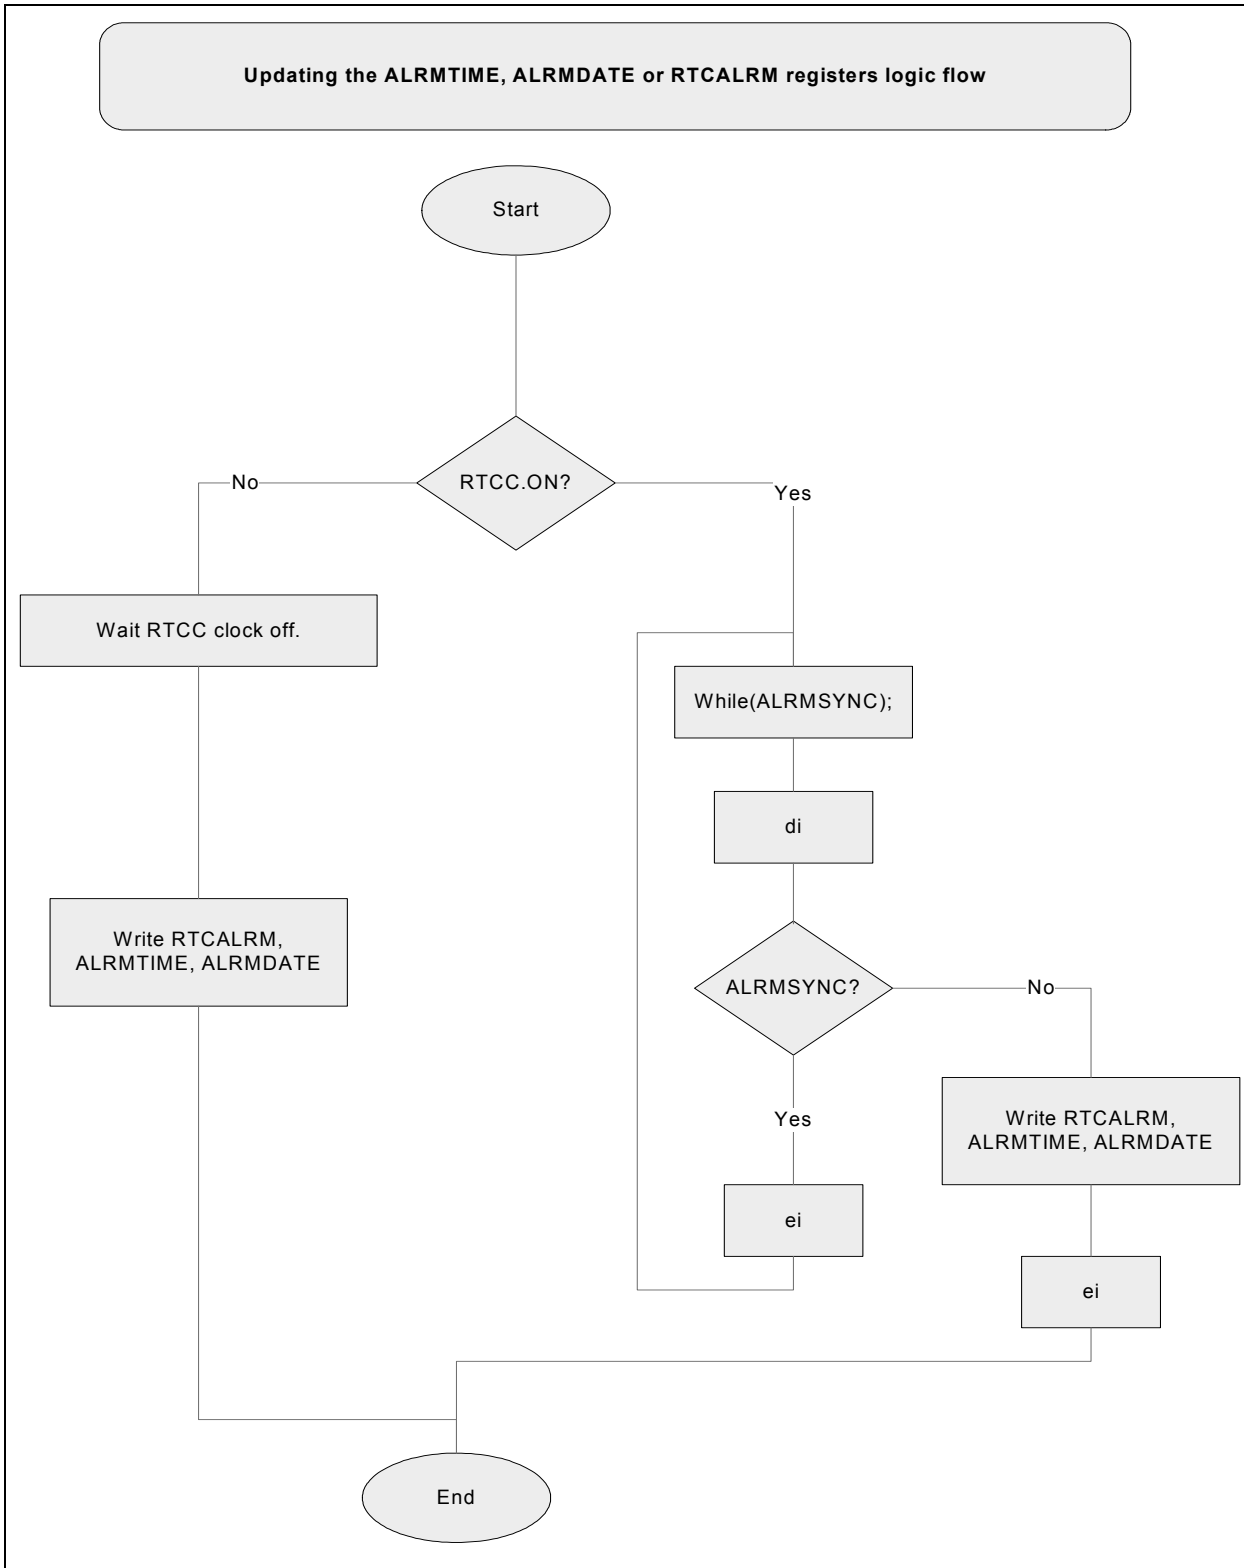 Updating the ALRMTIME, ALRMDATE or RTCALRM registers logic flow
Start
RTCC.ON?
No
Yes
Wait RTCC clock off.
While(ALRMSYNC);
di
Write RTCALRM,
ALRMTIME, ALRMDATE
ALRMSYNC?
No
Yes
Write RTCALRM,
ALRMTIME, ALRMDATE
ei
ei
End